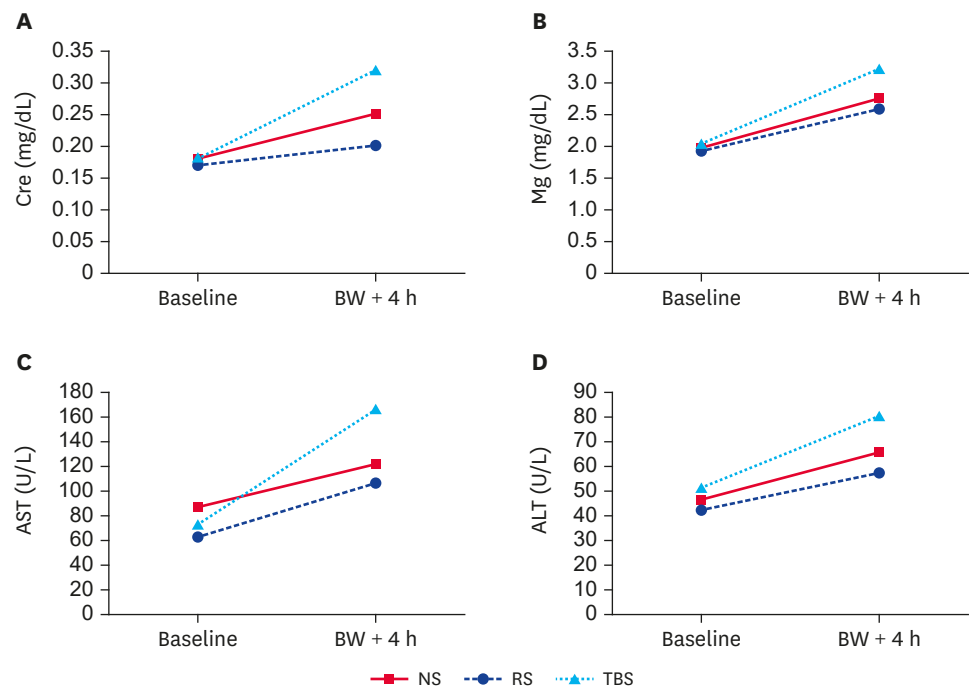 A
Cre (mg/dL)
0.35
0.30
0.25
0.20
0.15
0.10
0.05
0
Baseline
BW + 4 h
B
Mg (mg/dL)
3.5
3.0
2.5
2.0
1.5
1.0
0.5
0
Baseline
BW + 4 h
C
AST (U/L)
180
160
140
120
100
80
60
40
20
0
Baseline
BW + 4 h
D
ALT (U/L)
90
80
70
60
50
40
30
20
10
0
Baseline
BW + 4 h
NS
RS
TBS